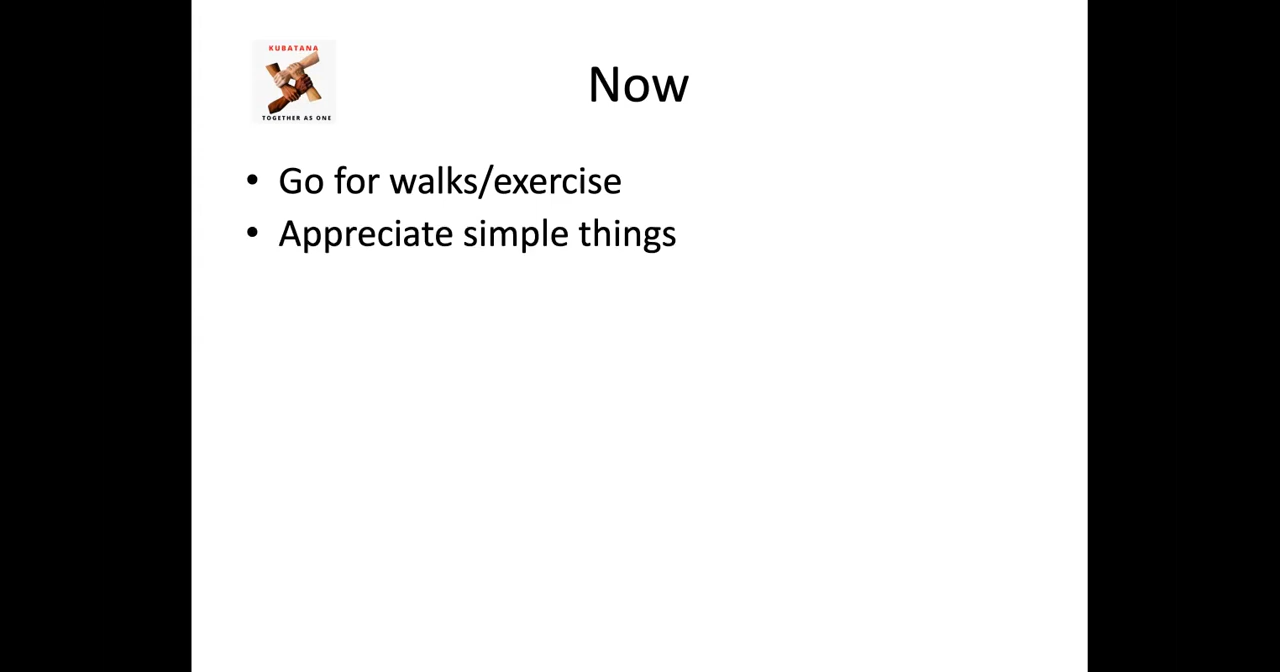 KUBATANA
TOGETHER AS ONE
Now
• Go for walks/exercise
• Appreciate simple things